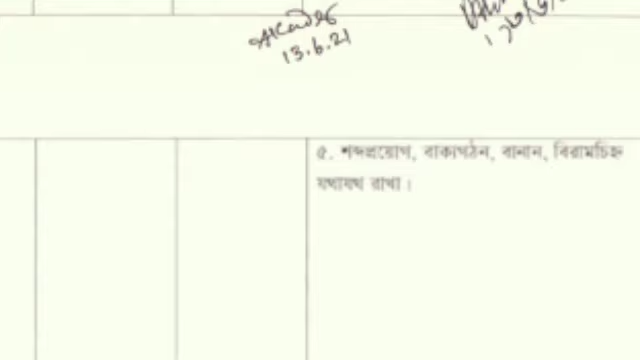 13.6.21
৫. শব্দপ্রয়োগ, বাক্যগঠন, বানান, বিরামচিহ্ন
যথাযথ রাখা।